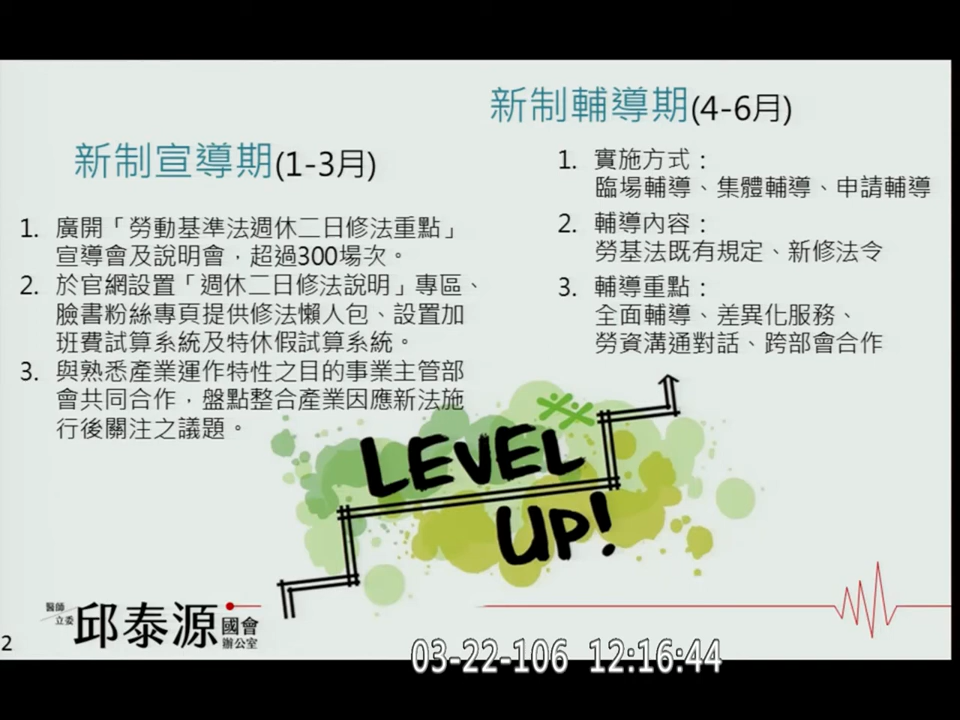 新制宣導期(1-3月)
1. 廣開「勞動基準法週休二日修法重點」
宣導會及說明會，超過300場次。
2. 於官網設置「週休二日修法說明」專區、
臉書粉絲專頁提供修法懶人包、設置加
班費試算系統及特休假試算系統。
3. 與熟悉產業運作特性之目的事業主管部
會共同合作，盤點整合產業因應新法施
行後關注之議題。
新制輔導期(4-6月)
1. 實施方式：
臨場輔導、集體輔導、申請輔導
2. 輔導內容：
勞基法既有規定、新修法令
3. 輔導重點：
全面輔導、差異化服務、
勞資溝通對話、跨部會合作
LEVEL
UP!
醫師
立委
邱泰源
國會
辦公室
2
03-22-106 12:16:44